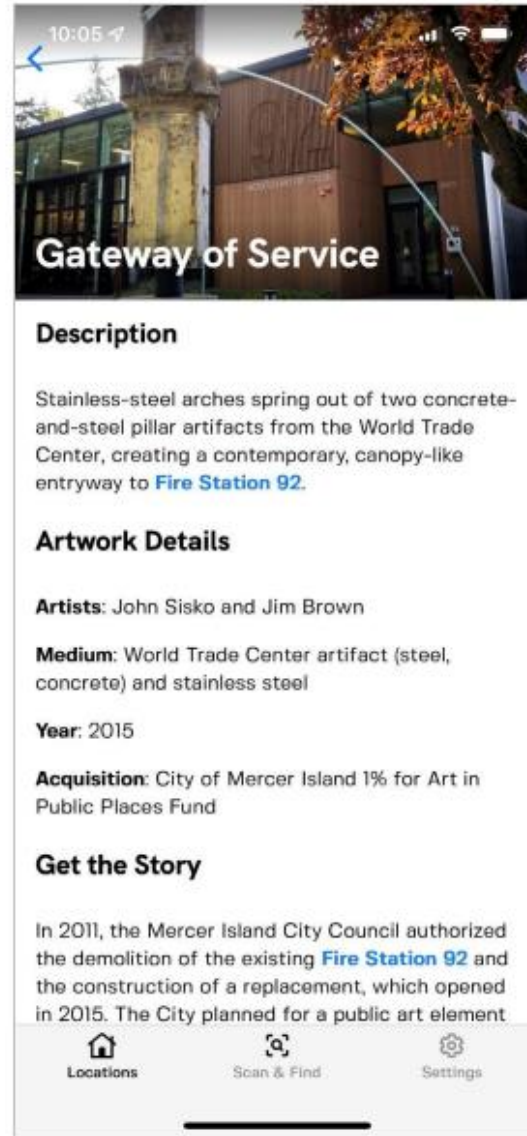 10:05
Gateway of Service
Description
Stainless-steel arches spring out of two concrete-
and-steel pillar artifacts from the World Trade
Center, creating a contemporary, canopy-like
entryway to Fire Station 92.
Artwork Details
Artists: John Sisko and Jim Brown
Medium: World Trade Center artifact (steel,
concrete) and stainless steel
Year: 2015
Acquisition: City of Mercer Island 1% for Art in
Public Places Fund
Get the Story
In 2011, the Mercer Island City Council authorized
the demolition of the existing Fire Station 92 and
the construction of a replacement, which opened
in 2015. The City planned for a public art element
Locations
Scan & Find
Settings